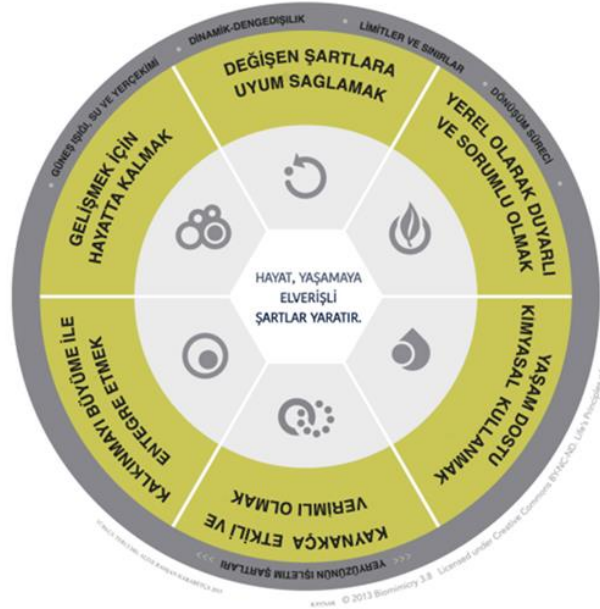 GÜNEŞ IŞIĞI, SU VE YERÇEKİMİ
DİNAMİK-DENGEDIŞILIK
LİMİTLER VE SINIRLAR
DÖNÜŞÜM SÜRECİ
DEĞİŞEN ŞARTLARA
UYUM SAGLAMAK
YEREL OLARAK DUYARLI
VE SORUMLU OLMAK
YAŞAM DOSTU
KİMYASAL KULLANMAK
KAYNAKÇA ETKİLİ VE
VERİMLİ OLMAK
KALKINMAYI BÜYÜME İLE
ENTEGRE ETMEK
GELİŞMEK İÇİN
HAYATTA KALMAK
HAYAT, YAŞAMAYA
ELVERİŞLİ
ŞARTLAR YARATIR.
<<< YERYÜZÜNÜN İŞLETİM ŞARTLARI >>>
KAYNAK © 2013 Biomimicry 3.8 Licensed under Creative Commons BY-NC-ND. Life's Principles